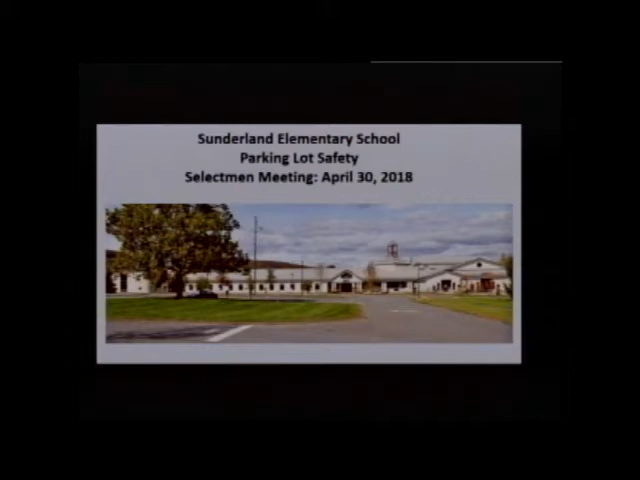 Sunderland Elementary School
Parking Lot Safety
Selectmen Meeting: April 30, 2018